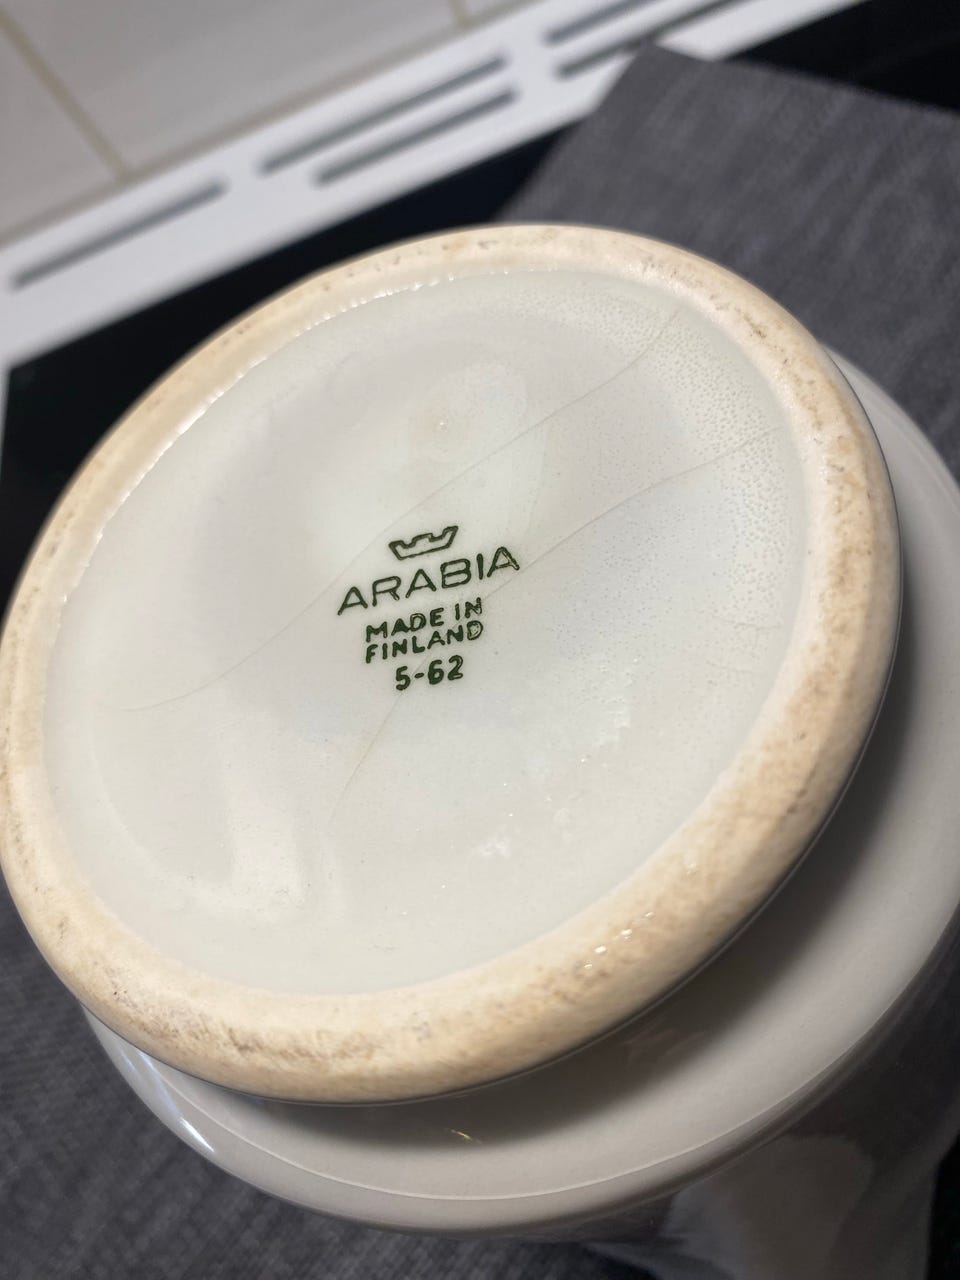 ARABIA
MADE IN
FINLAND
5-62